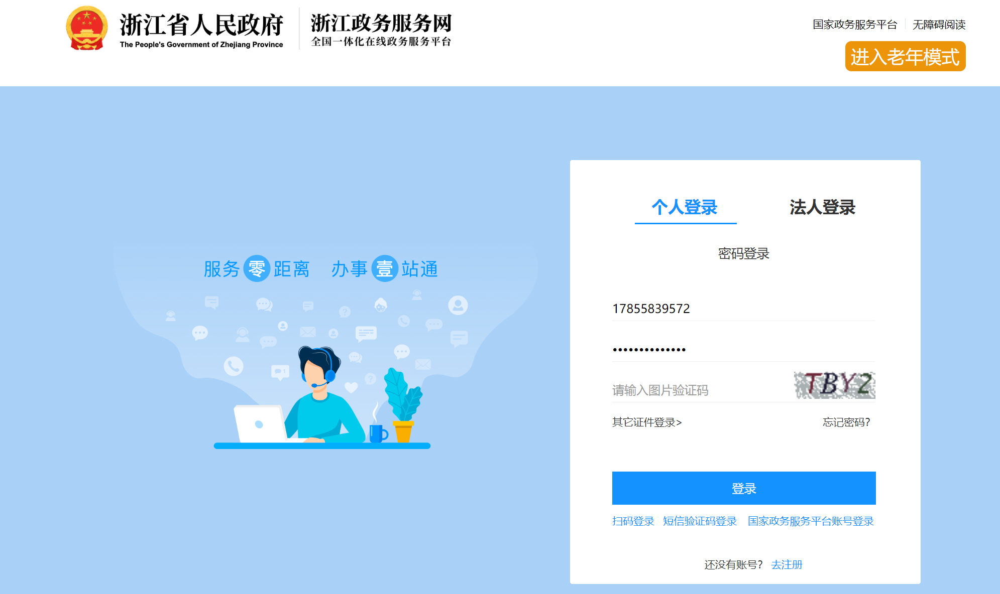 浙江省人民政府
The People's Government of Zhejiang Province
浙江政务服务网
全国一体化在线政务服务平台
国家政务服务平台
无障碍阅读
进入老年模式
服务零距离 办事壹站通
1
个人登录 法人登录
密码登录
17855839572
••••••••••••••
请输入图片验证码
TBY2
其它证件登录> 忘记密码?
登录
扫码登录 短信验证码登录 国家政务服务平台账号登录
还没有账号? 去注册